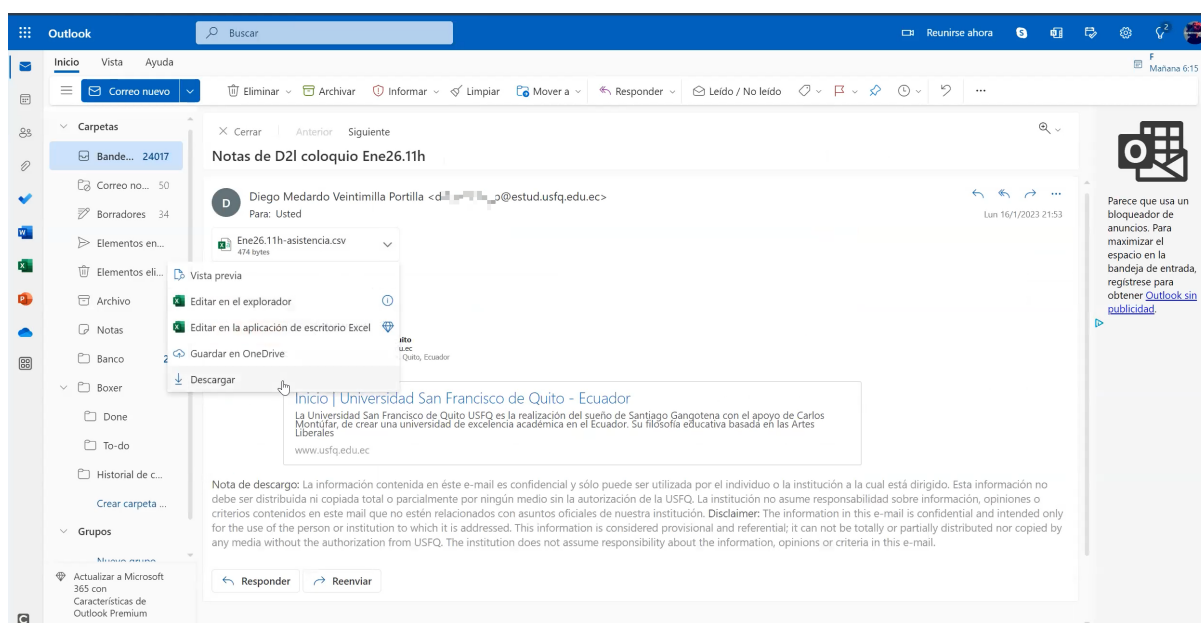 Outlook
Buscar
Reunirse ahora
2
F
Mañana 6:15
Inicio Vista Ayuda
Correo nuevo
Eliminar
Archivar
Informar
Limpiar
Mover a
Responder
Leído / No leído
Carpetas
Bande... 24017
Correo no... 50
Borradores 34
Elementos en...
Elementos eli...
Archivo
Notas
Banco 2
Boxer
Done
To-do
Historial de c...
Crear carpeta ...
Grupos
Nuevo grupo
Actualizar a Microsoft
365 con
Características de
Outlook Premium
Cerrar
Anterior
Siguiente
Notas de D2l coloquio Ene26.11h
D
Diego Medardo Veintimilla Portilla <d
o@estud.usfq.edu.ec>
Para: Usted
Lun 16/1/2023 21:53
Ene26.11h-asistencia.csv
474 bytes
Vista previa
Editar en el explorador
Editar en la aplicación de escritorio Excel
Guardar en OneDrive
Descargar
uito
u.ec
Quito, Ecuador
Inicio | Universidad San Francisco de Quito - Ecuador
La Universidad San Francisco de Quito USFQ es la realización del sueño de Santiago Gangotena con el apoyo de Carlos
Montúfar, de crear una universidad de excelencia académica en el Ecuador. Su filosofía educativa basada en las Artes
Liberales
www.usfq.edu.ec
Nota de descargo: La información contenida en éste e-mail es confidencial y sólo puede ser utilizada por el individuo o la institución a la cual está dirigido. Esta información no
debe ser distribuida ni copiada total o parcialmente por ningún medio sin la autorización de la USFQ. La institución no asume responsabilidad sobre información, opiniones o
criterios contenidos en este mail que no estén relacionados con asuntos oficiales de nuestra institución. Disclaimer: The information in this e-mail is confidential and intended only
for the use of the person or institution to which it is addressed. This information is considered provisional and referential; it can not be totally or partially distributed nor copied by
any media without the authorization from USFQ. The institution does not assume responsibility about the information, opinions or criteria in this e-mail.
Responder
Reenviar
Parece que usa un
bloqueador de
anuncios. Para
maximizar el
espacio en la
bandeja de entrada,
regístrese para
obtener Outlook sin
publicidad.